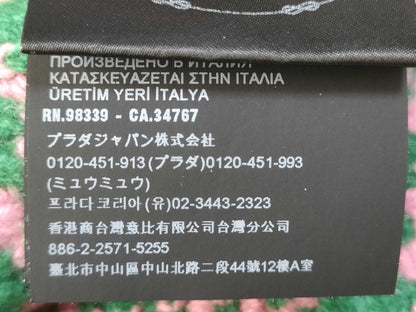 ПРОИЗВЕДЕНО В ИТАЛИЯ
ΚΑΤΑΣΚΕΥΑΖΕΤΑΙ ΣΤΗΝ ΙΤΑΛΙΑ
ÜRETİM YERİ İTALYA
RN.98339 - CA.34767
プラダジャパン株式会社
0120-451-913(プラダ)0120-451-993
(ミュウミュウ)
프라다코리아(유)02-3443-2323
香港商台灣意比有限公司台灣分公司
886-2-2571-5255
臺北市中山區中山北路二段44號12樓A室